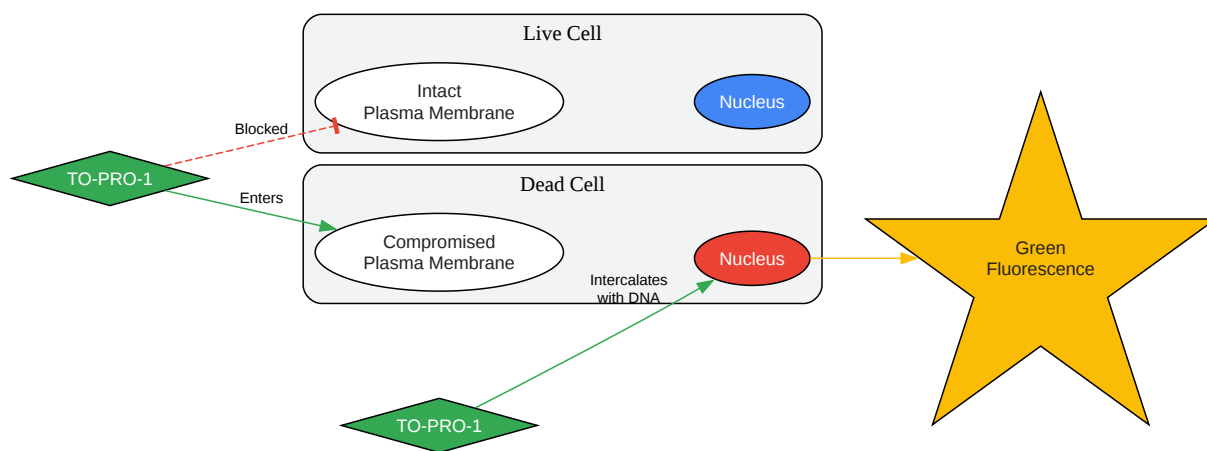 Live Cell
Intact
Plasma Membrane
Nucleus
Blocked
TO-PRO-1
Enters
Dead Cell
Compromised
Plasma Membrane
Nucleus
Intercalates
with DNA
Green
Fluorescence
TO-PRO-1